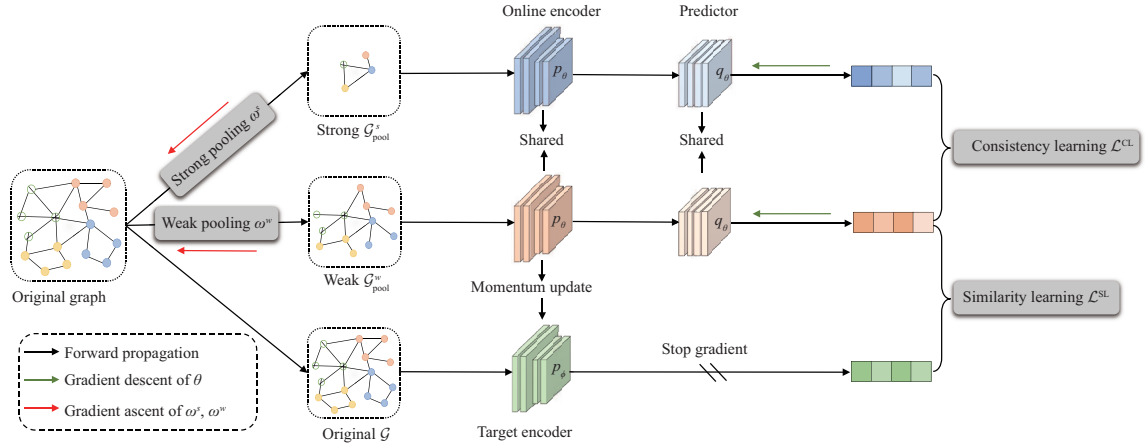 Online encoder
Predictor
p_θ
q_θ
Strong pooling ω^s
Strong 𝒢^s_pool
Shared
Shared
Consistency learning ℒ^CL
Weak pooling ω^w
p_θ
q_θ
Original graph
Weak 𝒢^w_pool
Momentum update
Similarity learning ℒ^SL
Forward propagation
Gradient descent of θ
Gradient ascent of ω^s, ω^w
Stop gradient
p_ϕ
Original 𝒢
Target encoder